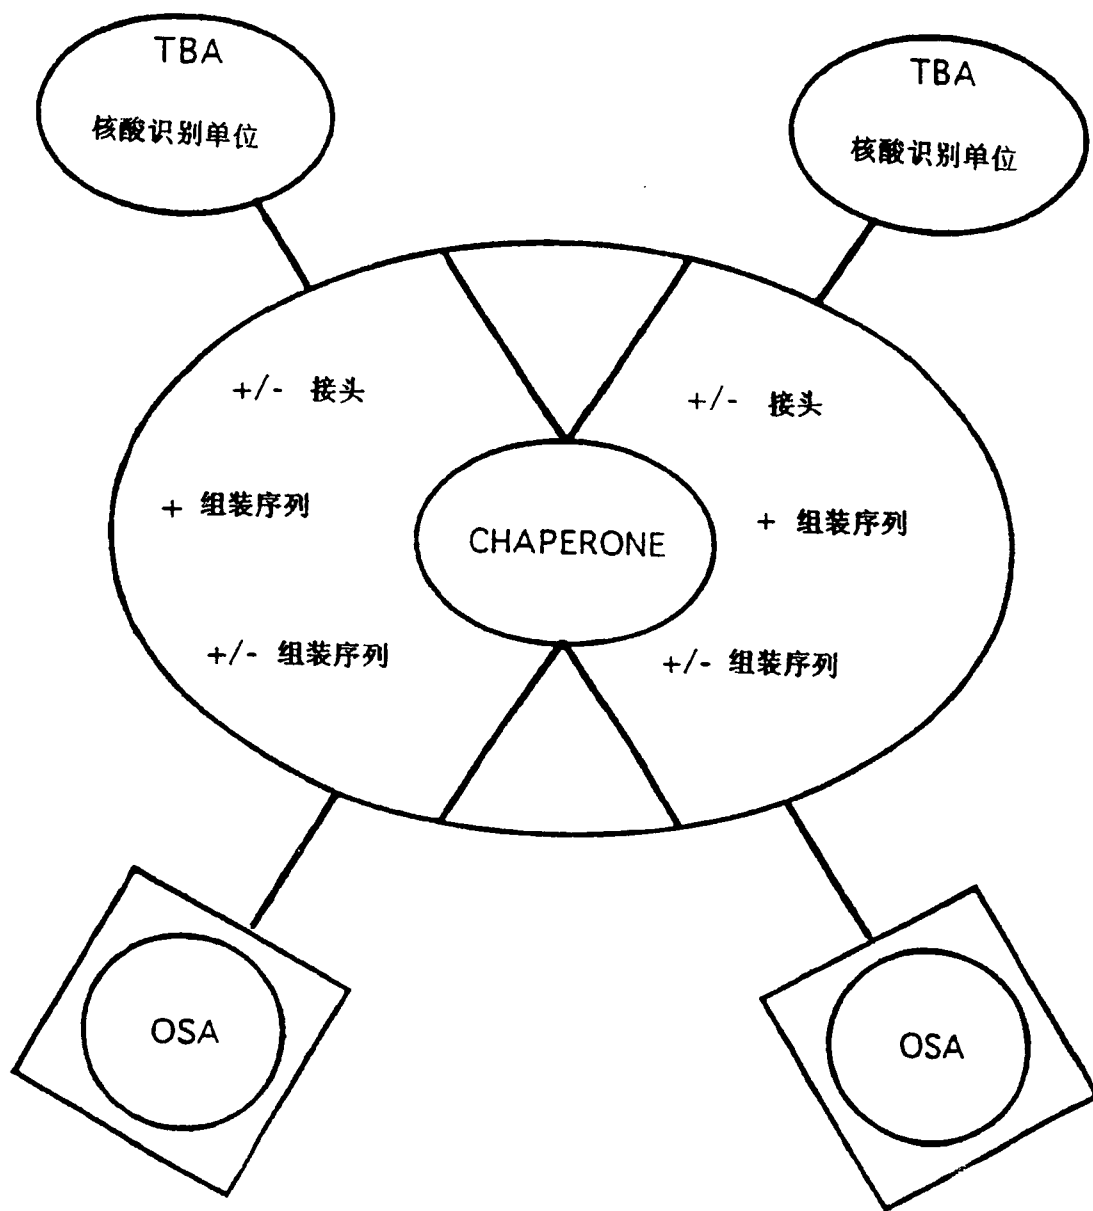 TBA
核酸识别单位
TBA
核酸识别单位
+/- 接头
+/- 接头
+ 组装序列
+ 组装序列
CHAPERONE
+/- 组装序列
+/- 组装序列
OSA
OSA